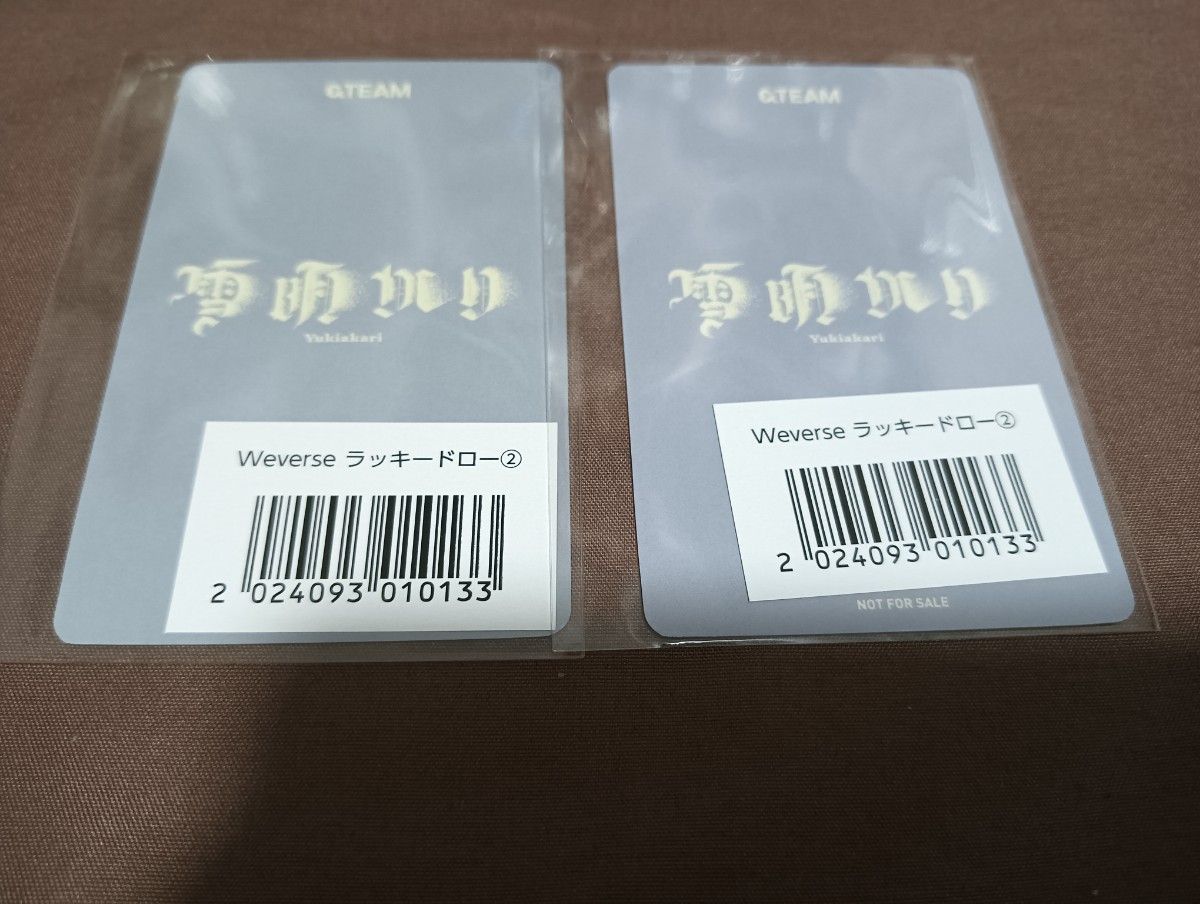 &TEAM
雪明かり
Yukiakari
Weverse ラッキードロー②
2 024093 010133
&TEAM
雪明かり
Yukiakari
Weverse ラッキードロー②
2 024093 010133
NOT FOR SALE